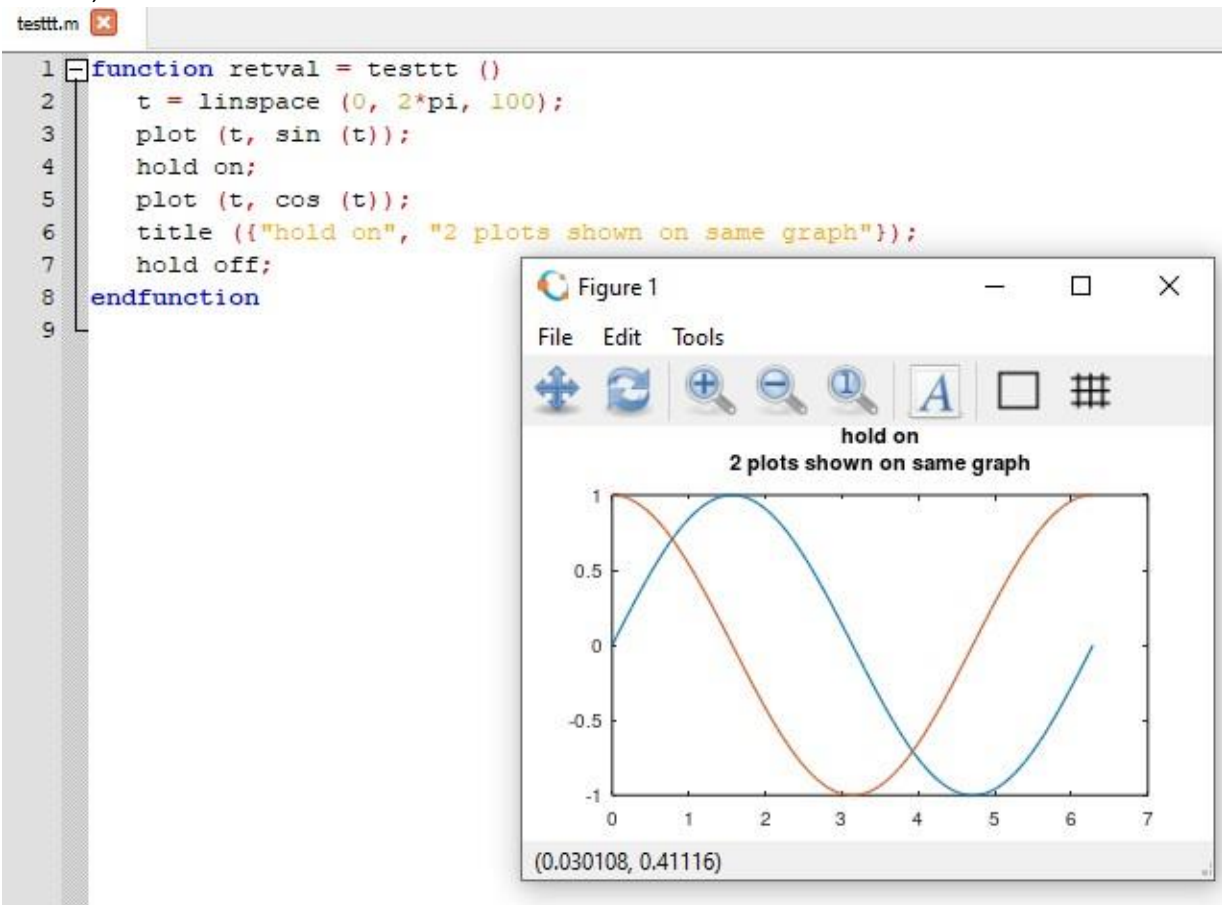 testtt.m
1 function retval = testtt ()
2 t = linspace (0, 2*pi, 100);
3 plot (t, sin (t));
4 hold on;
5 plot (t, cos (t));
6 title ({"hold on", "2 plots shown on same graph"});
7 hold off;
8 endfunction
9
Figure 1
File Edit Tools
A
hold on
2 plots shown on same graph
1
0.5
0
-0.5
-1
0 1 2 3 4 5 6 7
(0.030108, 0.41116)